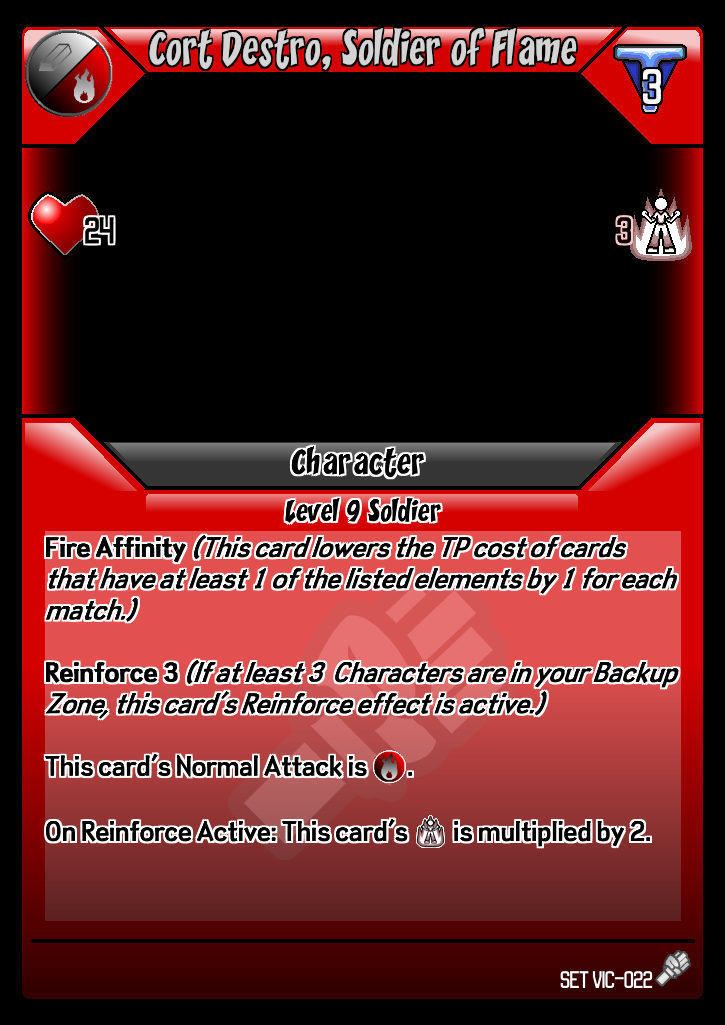 Cort Destro, Soldier of Flame
3
24
3
Character
Level 9 Soldier
Fire Affinity (This card lowers the TP cost of cards
that have at least 1 of the listed elements by 1 for each
match.)
Reinforce 3 (If at least 3 Characters are in your Backup
Zone, this card's Reinforce effect is active.)
This card's Normal Attack is .
On Reinforce Active: This card's is multiplied by 2.
SET VIC-022